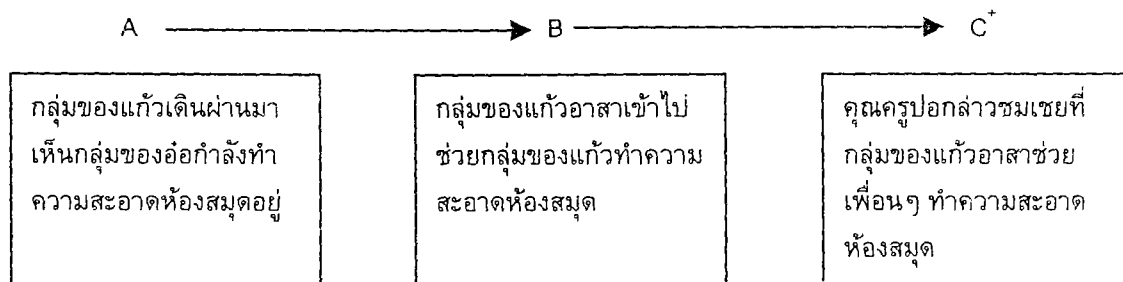 A B C⁺
กลุ่มของแก้วเดินผ่านมา
เห็นกลุ่มของอ๋อกำลังทำ
ความสะอาดห้องสมุดอยู่
กลุ่มของแก้วอาสาเข้าไป
ช่วยกลุ่มของแก้วทำความ
สะอาดห้องสมุด
คุณครูปอกล่าวชมเชยที่
กลุ่มของแก้วอาสาช่วย
เพื่อนๆ ทำความสะอาด
ห้องสมุด